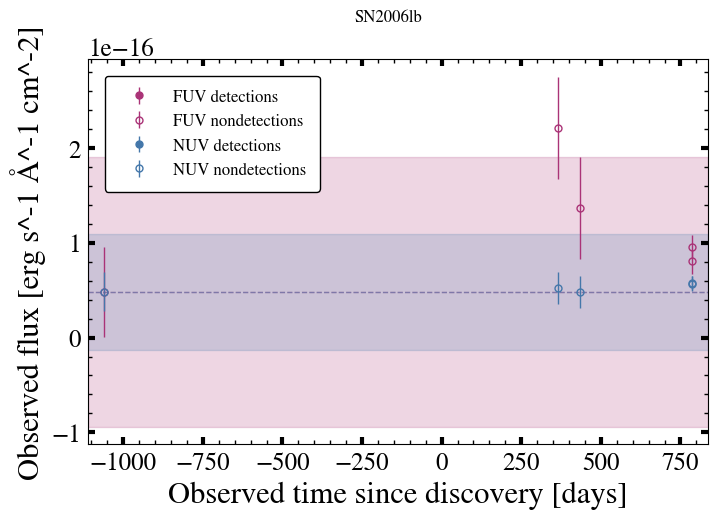 SN2006lb
1e−16
Observed flux [erg s^-1 Å^-1 cm^-2]
2
1
0
−1
FUV detections
FUV nondetections
NUV detections
NUV nondetections
−1000 −750 −500 −250 0 250 500 750
Observed time since discovery [days]